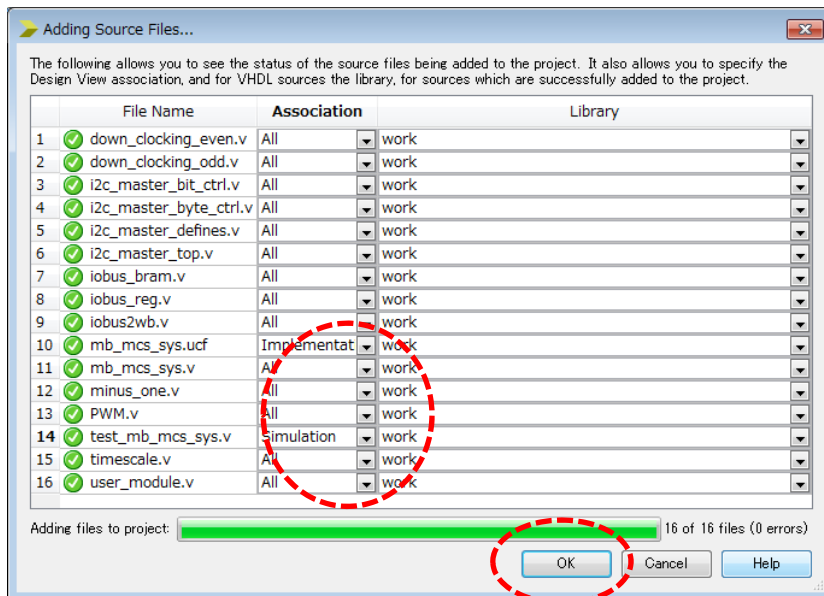 Adding Source Files...
The following allows you to see the status of the source files being added to the project. It also allows you to specify the
Design View association, and for VHDL sources the library, for sources which are successfully added to the project.
File Name Association Library
1 down_clocking_even.v All work
2 down_clocking_odd.v All work
3 i2c_master_bit_ctrl.v All work
4 i2c_master_byte_ctrl.v All work
5 i2c_master_defines.v All work
6 i2c_master_top.v All work
7 iobus_bram.v All work
8 iobus_reg.v All work
9 iobus2wb.v All work
10 mb_mcs_sys.ucf Implementat work
11 mb_mcs_sys.v All work
12 minus_one.v All work
13 PWM.v All work
14 test_mb_mcs_sys.v Simulation work
15 timescale.v All work
16 user_module.v All work
Adding files to project: 16 of 16 files (0 errors)
OK Cancel Help